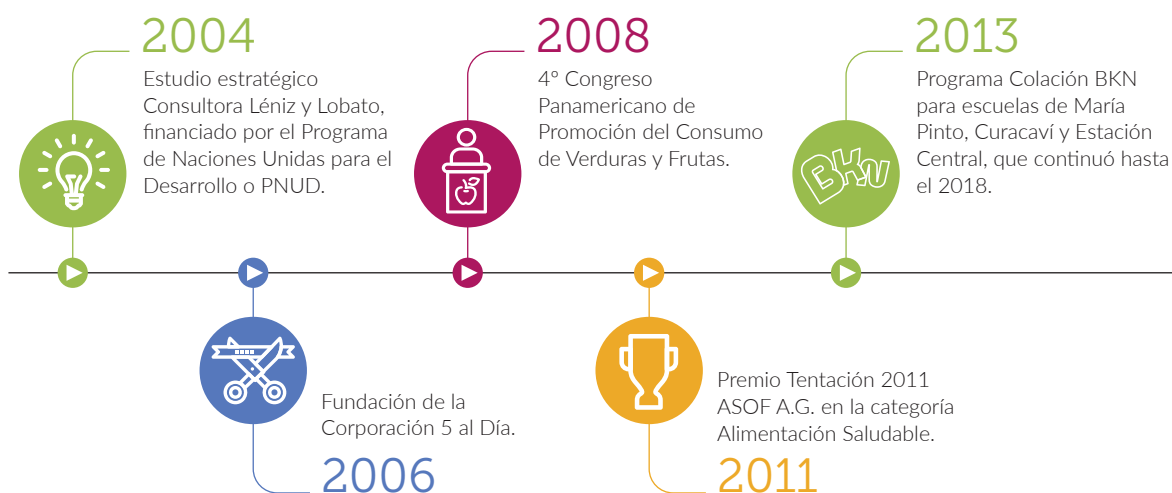 2004
Estudio estratégico
Consultora Léniz y Lobato,
financiado por el Programa
de Naciones Unidas para el
Desarrollo o PNUD.
2008
4° Congreso
Panamericano de
Promoción del Consumo
de Verduras y Frutas.
2013
Programa Colación BKN
para escuelas de María
Pinto, Curacaví y Estación
Central, que continuó hasta
el 2018.
BKN
Fundación de la
Corporación 5 al Día.
2006
Premio Tentación 2011
ASOF A.G. en la categoría
Alimentación Saludable.
2011